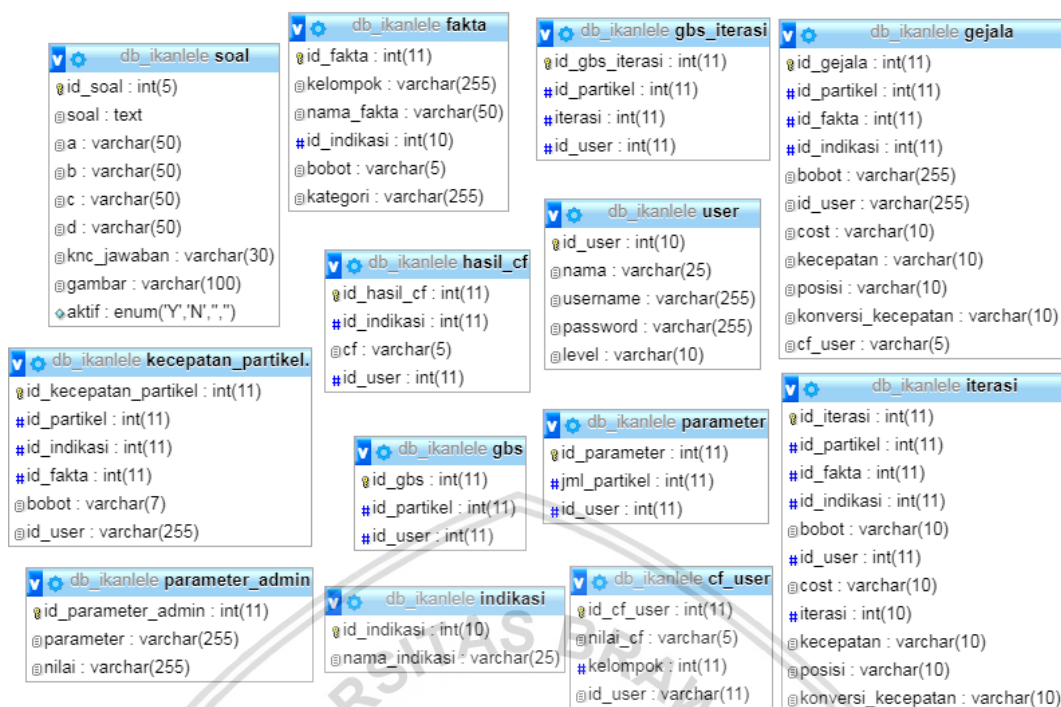 db_ikanlele soal
id_soal : int(5)
soal : text
a : varchar(50)
b : varchar(50)
c : varchar(50)
d : varchar(50)
knc_jawaban : varchar(30)
gambar : varchar(100)
aktif : enum('Y','N','','')
db_ikanlele fakta
id_fakta : int(11)
kelompok : varchar(255)
nama_fakta : varchar(50)
#id_indikasi : int(10)
bobot : varchar(5)
kategori : varchar(255)
db_ikanlele gbs_iterasi
id_gbs_iterasi : int(11)
#id_partikel : int(11)
#iterasi : int(11)
#id_user : int(11)
db_ikanlele gejala
id_gejala : int(11)
#id_partikel : int(11)
#id_fakta : int(11)
#id_indikasi : int(11)
bobot : varchar(255)
id_user : varchar(255)
cost : varchar(10)
kecepatan : varchar(10)
posisi : varchar(10)
konversi_kecepatan : varchar(10)
cf_user : varchar(5)
db_ikanlele hasil_cf
id_hasil_cf : int(11)
#id_indikasi : int(11)
cf : varchar(5)
#id_user : int(11)
db_ikanlele user
id_user : int(10)
nama : varchar(25)
username : varchar(255)
password : varchar(255)
level : varchar(10)
db_ikanlele kecepatan_partikel.
id_kecepatan_partikel : int(11)
#id_partikel : int(11)
#id_indikasi : int(11)
#id_fakta : int(11)
bobot : varchar(7)
id_user : varchar(255)
db_ikanlele gbs
id_gbs : int(11)
#id_partikel : int(11)
#id_user : int(11)
db_ikanlele parameter
id_parameter : int(11)
#jml_partikel : int(11)
#id_user : int(11)
db_ikanlele iterasi
id_iterasi : int(11)
#id_partikel : int(11)
#id_fakta : int(11)
#id_indikasi : int(11)
bobot : varchar(10)
#id_user : int(11)
cost : varchar(10)
#iterasi : int(10)
kecepatan : varchar(10)
posisi : varchar(10)
konversi_kecepatan : varchar(10)
db_ikanlele parameter_admin
id_parameter_admin : int(11)
parameter : varchar(255)
nilai : varchar(255)
db_ikanlele indikasi
id_indikasi : int(10)
nama_indikasi : varchar(25)
db_ikanlele cf_user
id_cf_user : int(11)
nilai_cf : varchar(5)
#kelompok : int(11)
id_user : varchar(11)